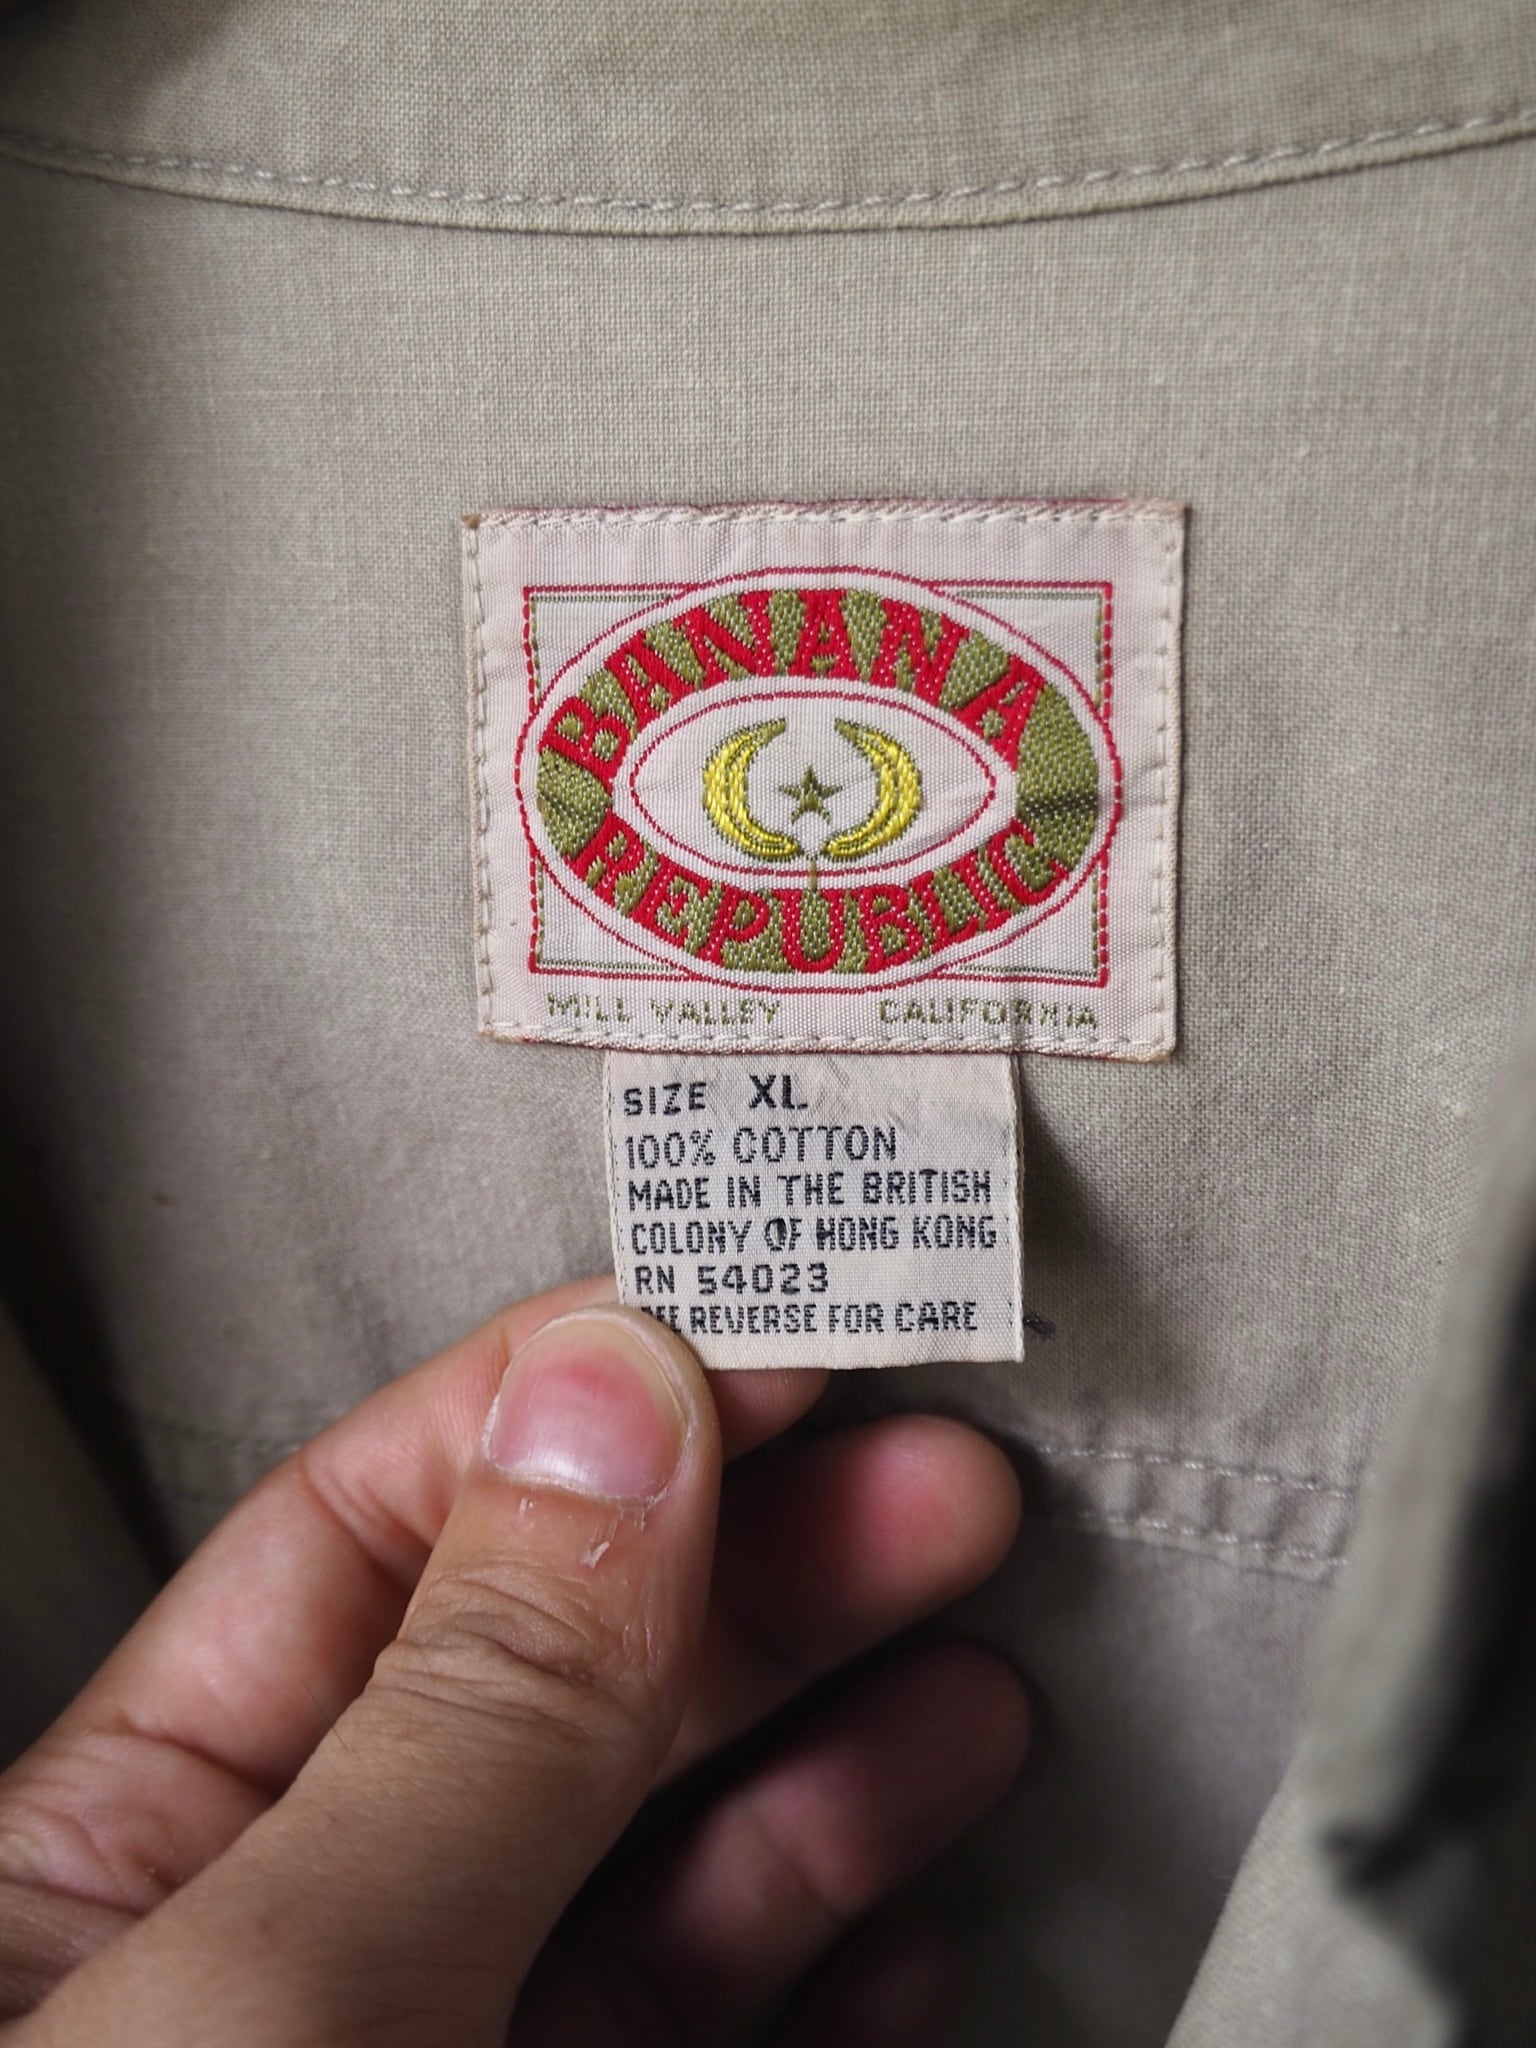 BANANA
REPUBLIC
MILL VALLEY CALIFORNIA
SIZE XL
100% COTTON
MADE IN THE BRITISH
COLONY OF HONG KONG
RN 54023
SEE REVERSE FOR CARE